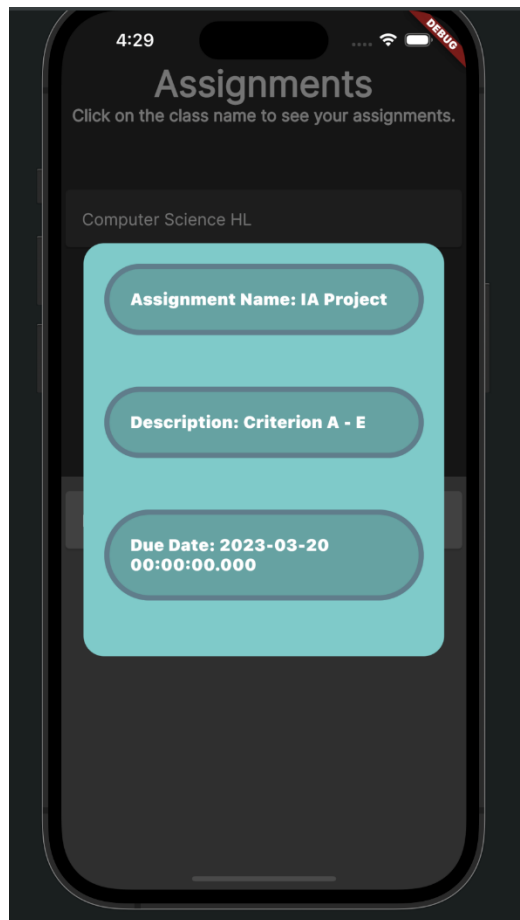 4:29
DEBUG
Assignments
Click on the class name to see your assignments.
Computer Science HL
Assignment Name: IA Project
Description: Criterion A - E
Due Date: 2023-03-20
00:00:00.000